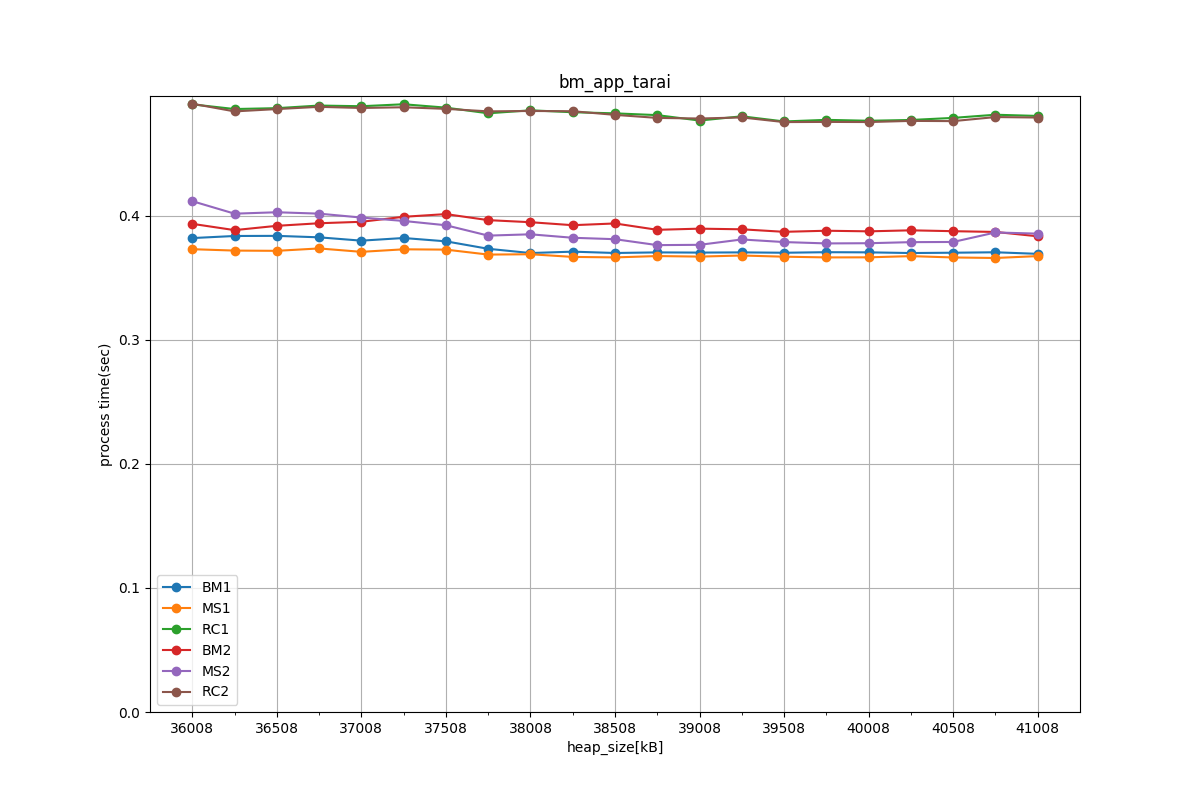 bm_app_tarai
process time(sec)
0.4
0.3
0.2
0.1
0.0
BM1
MS1
RC1
BM2
MS2
RC2
36008 36508 37008 37508 38008 38508 39008 39508 40008 40508 41008
heap_size[kB]